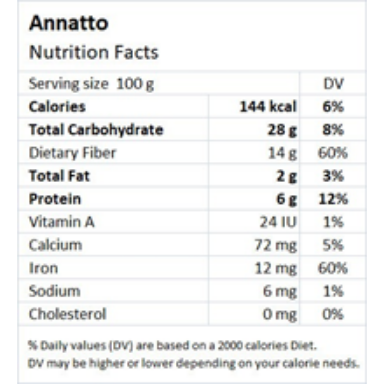 Annatto
Nutrition Facts
Serving size 100 g DV
Calories 144 kcal 6%
Total Carbohydrate 28 g 8%
Dietary Fiber 14 g 60%
Total Fat 2 g 3%
Protein 6 g 12%
Vitamin A 24 IU 1%
Calcium 72 mg 5%
Iron 12 mg 60%
Sodium 6 mg 1%
Cholesterol 0 mg 0%
% Daily values (DV) are based on a 2000 calories Diet.
DV may be higher or lower depending on your calorie needs.